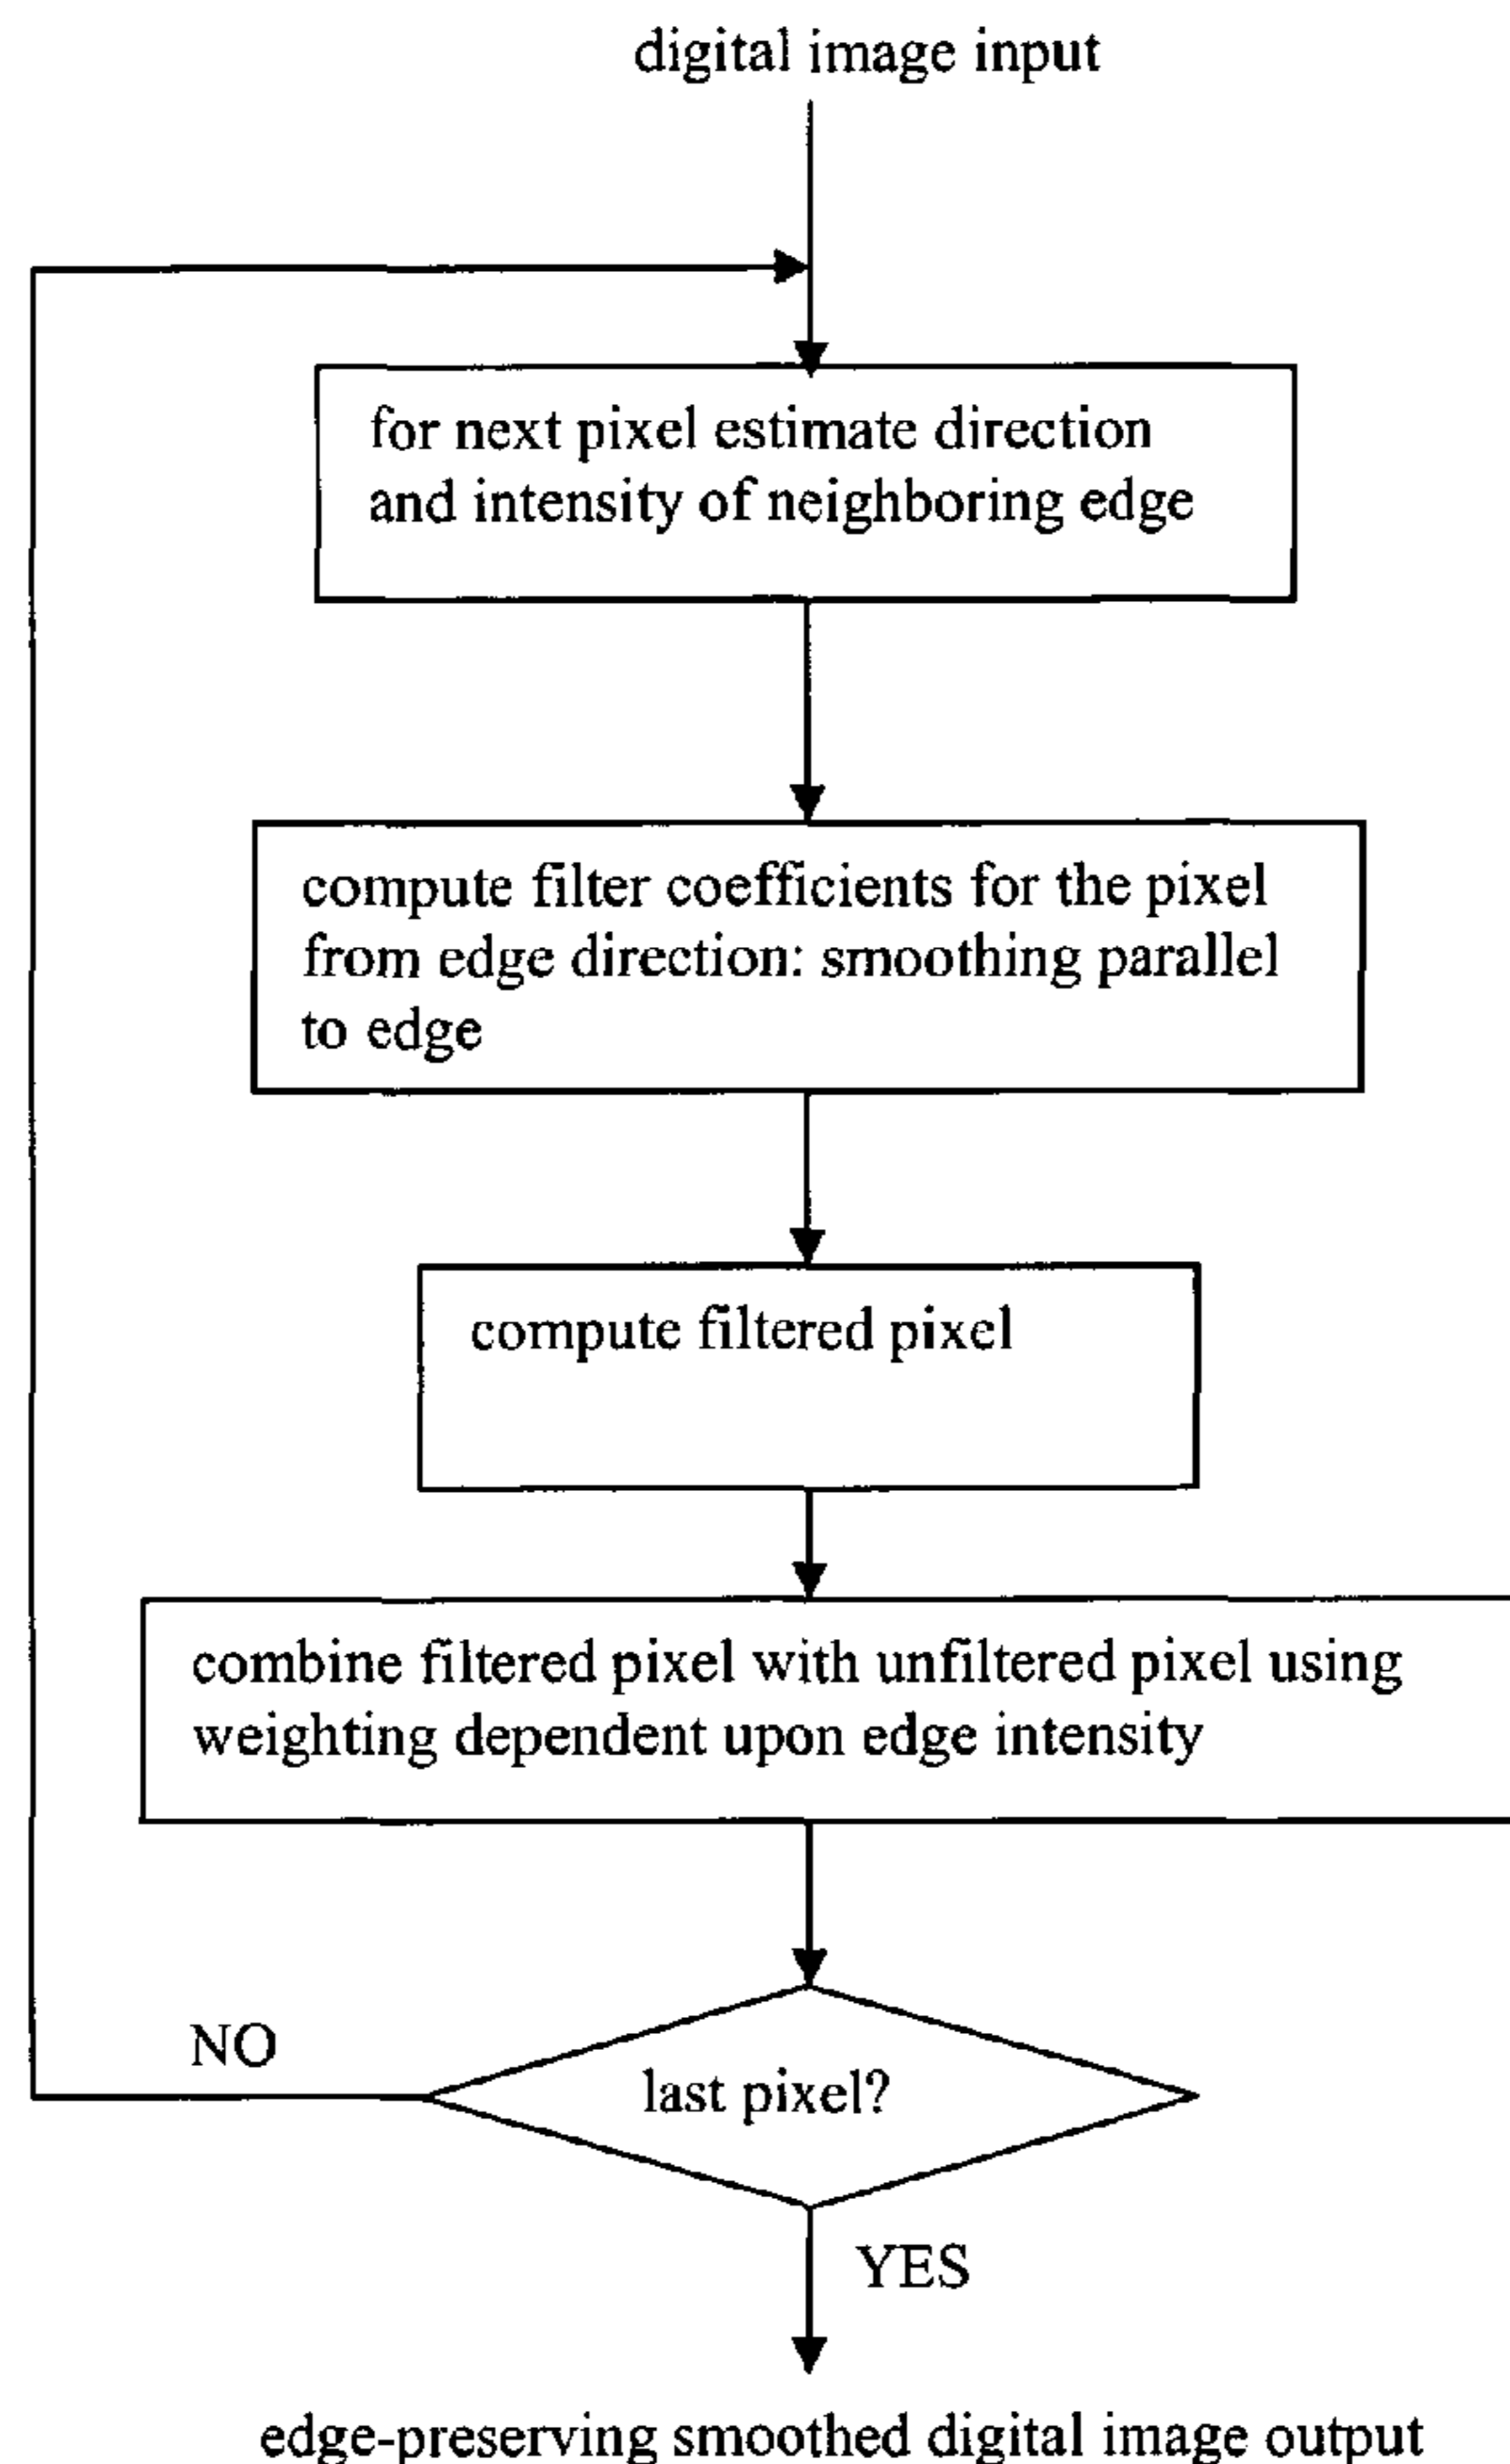 digital image input
for next pixel estimate direction
and intensity of neighboring edge
compute filter coefficients for the pixel
from edge direction: smoothing parallel
to edge
compute filtered pixel
combine filtered pixel with unfiltered pixel using
weighting dependent upon edge intensity
NO
last pixel?
YES
edge-preserving smoothed digital image output